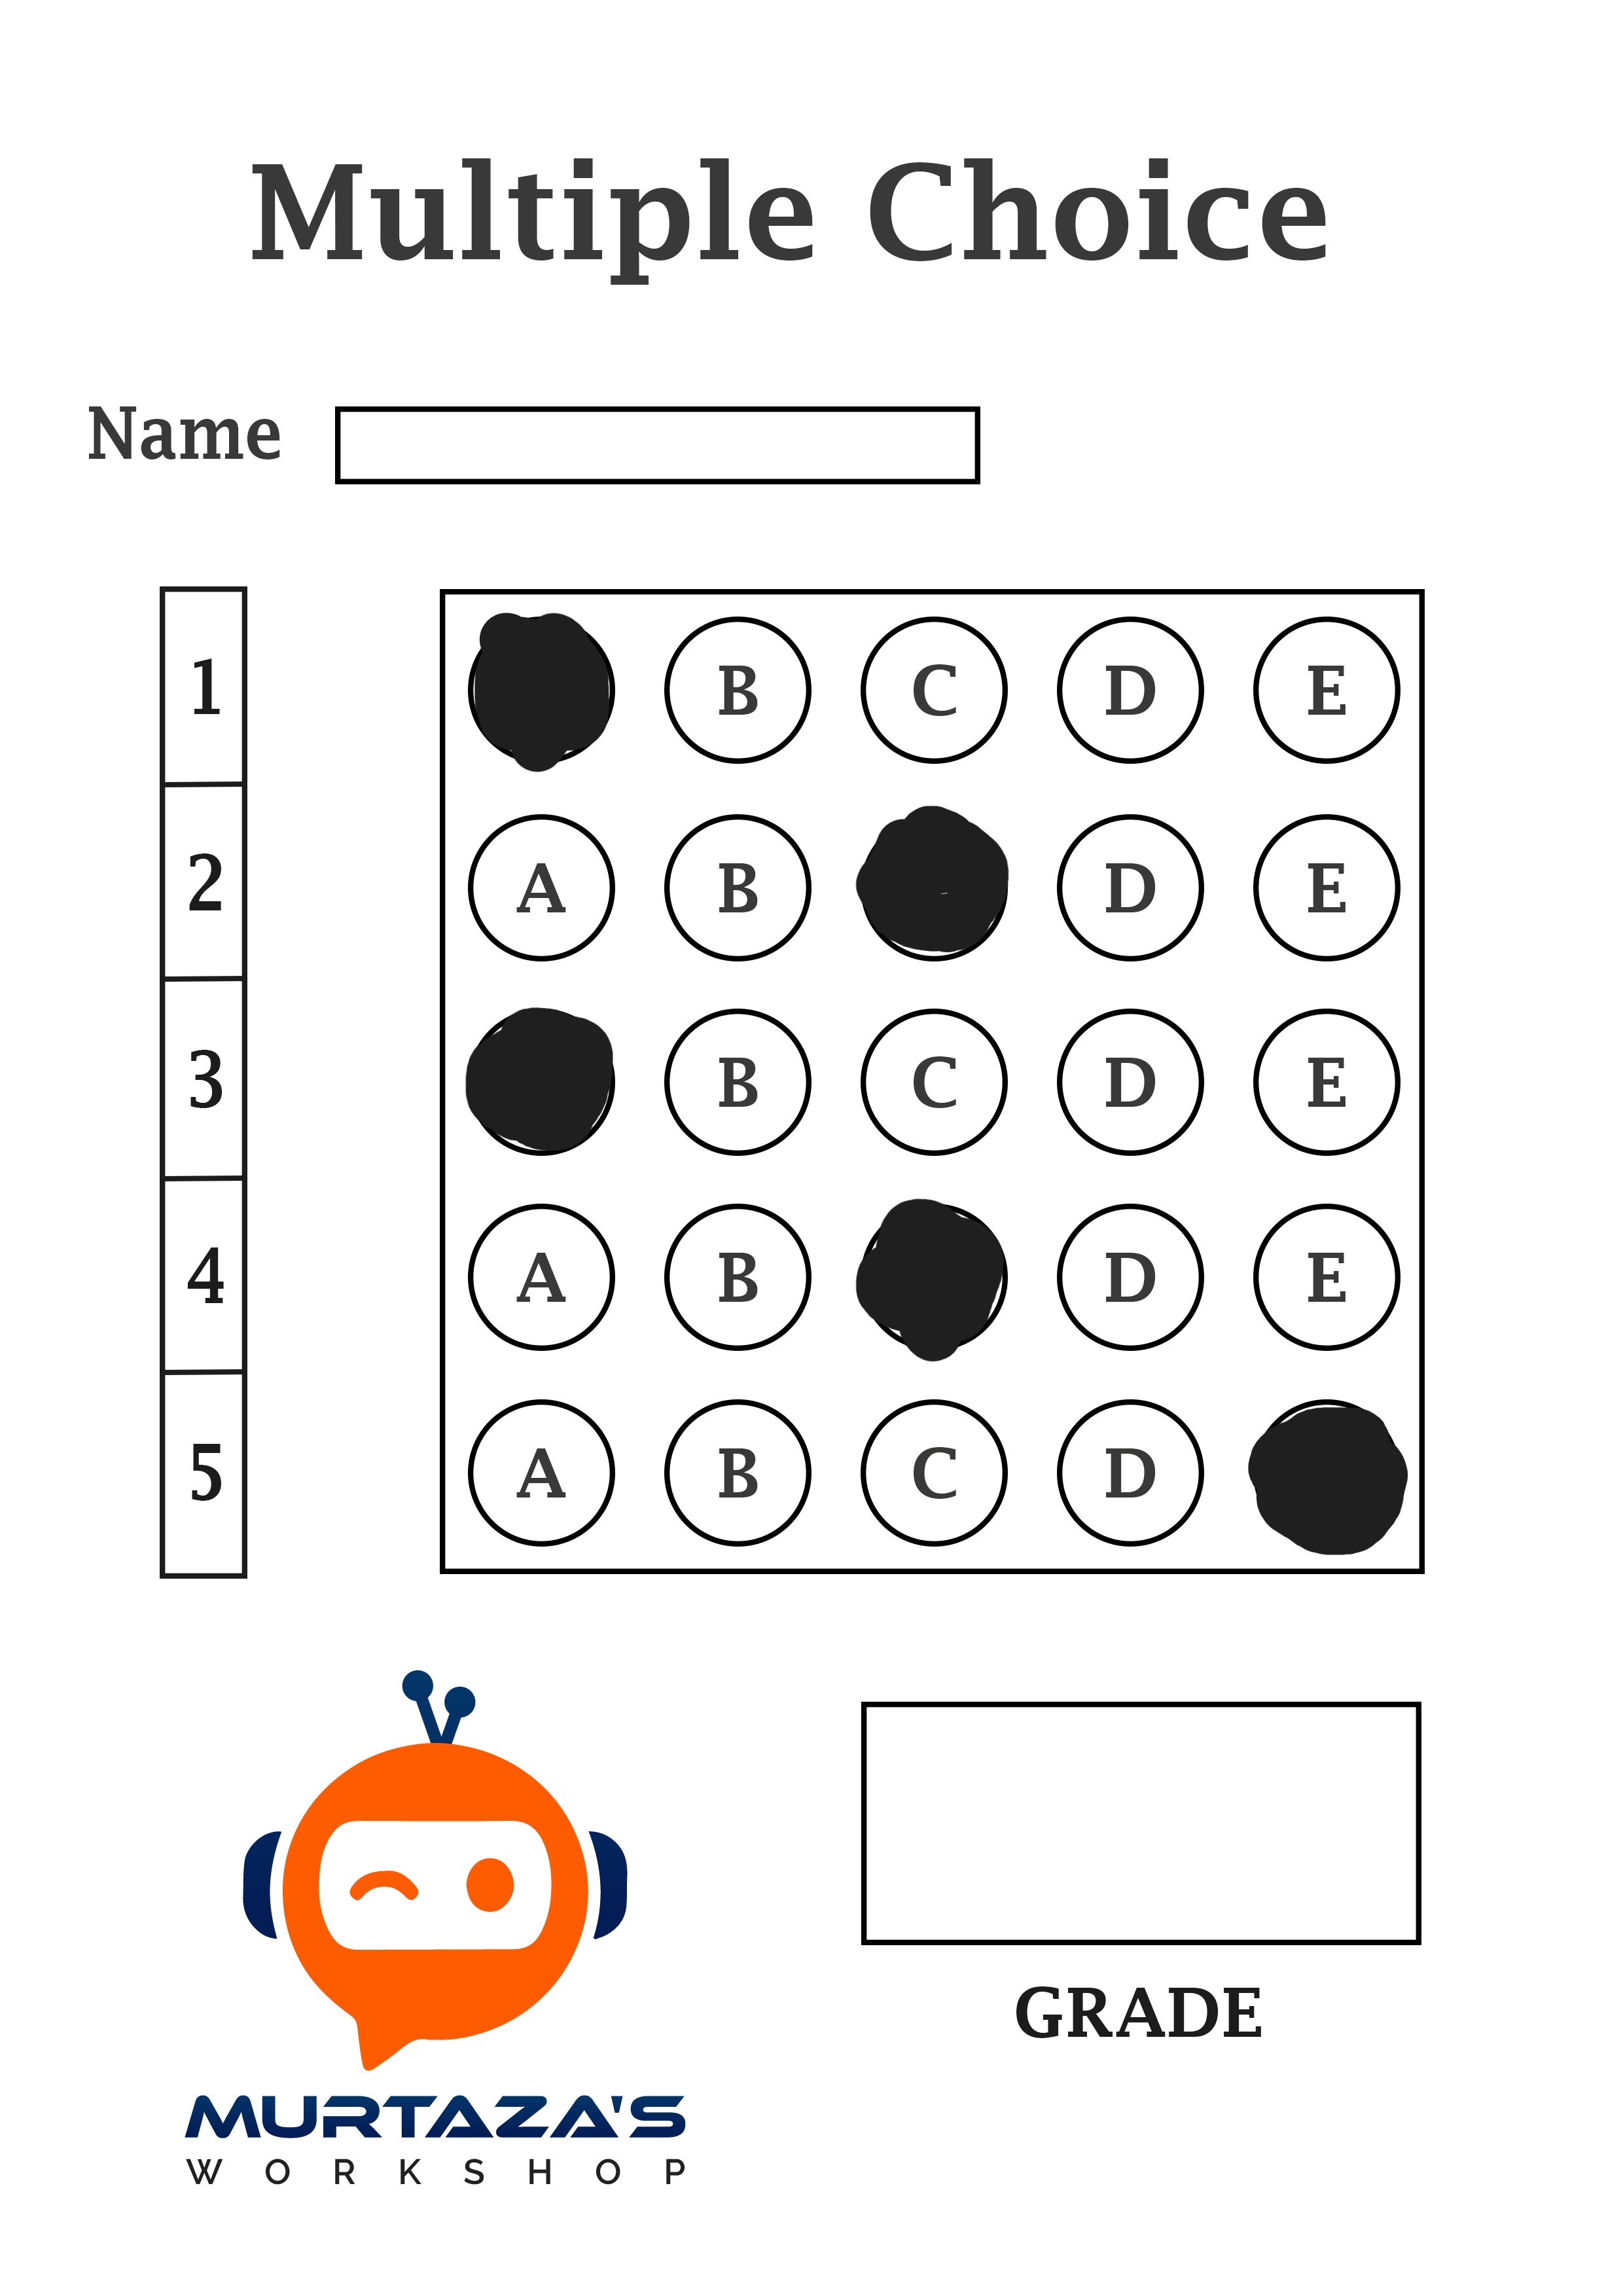 Multiple Choice
Name
1 B C D E
2 A B D E
3 B C D E
4 A B D E
5 A B C D
GRADE
MURTAZA'S
WORKSHOP